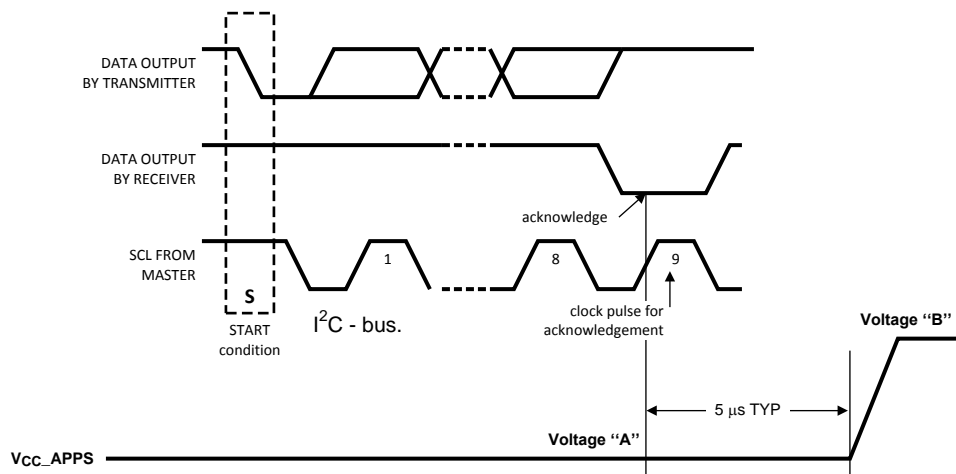 DATA OUTPUT
BY TRANSMITTER
DATA OUTPUT
BY RECEIVER
acknowledge
SCL FROM
MASTER
1
8
9
S
START
condition
I²C - bus.
clock pulse for
acknowledgement
Voltage “B”
5 μs TYP
Voltage “A”
VCC_APPS